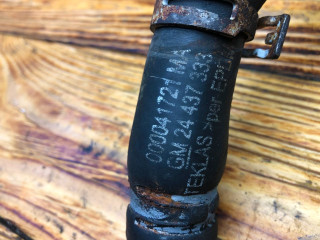 000041721 MA
GM 24 437 333
TEKLAS >per EPDM